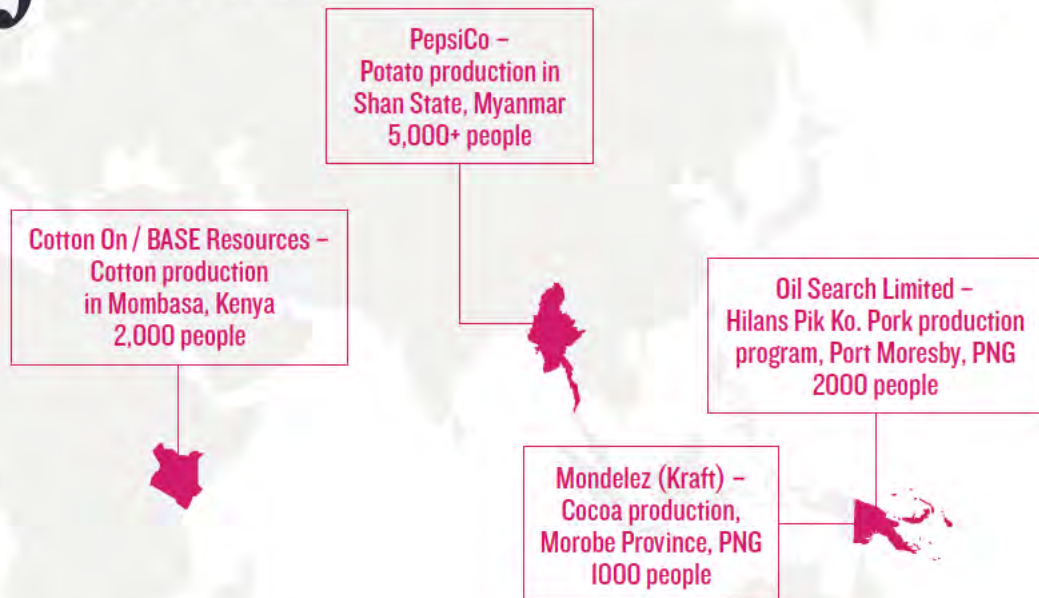 PepsiCo –
Potato production in
Shan State, Myanmar
5,000+ people
Cotton On / BASE Resources –
Cotton production
in Mombasa, Kenya
2,000 people
Oil Search Limited –
Hilans Pik Ko. Pork production
program, Port Moresby, PNG
2000 people
Mondelez (Kraft) –
Cocoa production,
Morobe Province, PNG
1000 people